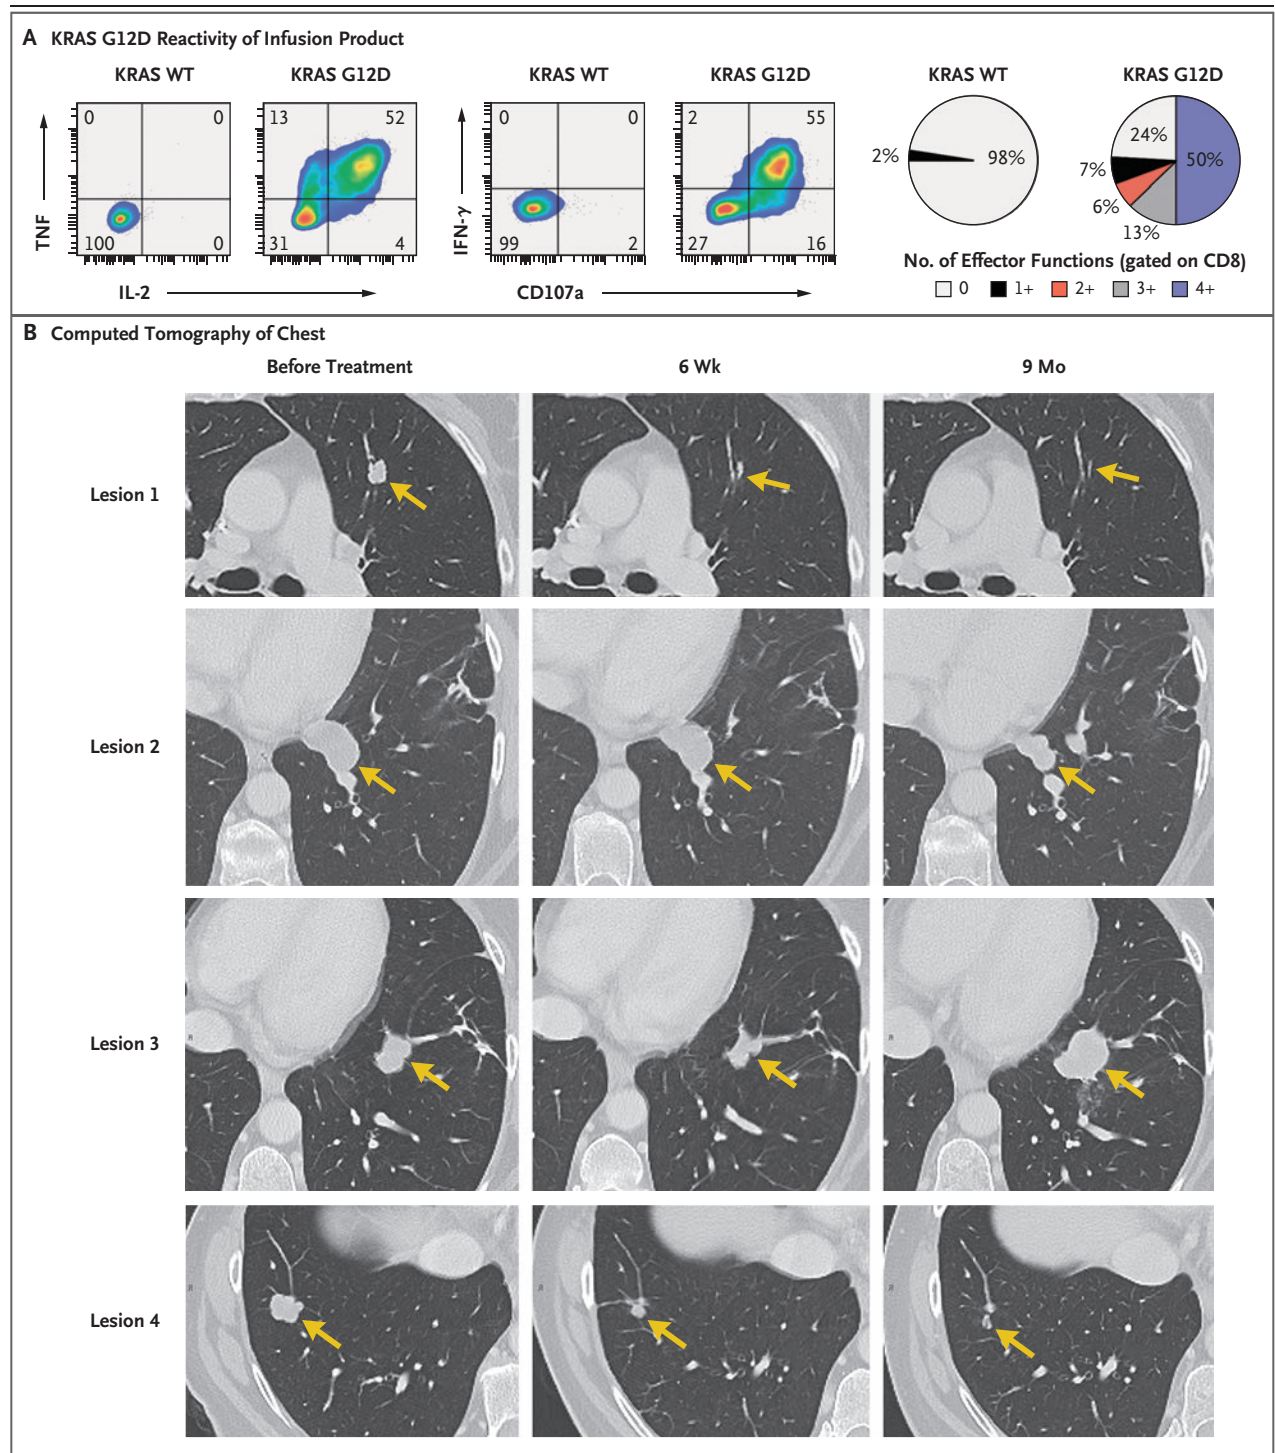 A KRAS G12D Reactivity of Infusion Product
KRAS WT
KRAS G12D
KRAS WT
KRAS G12D
KRAS WT
KRAS G12D
TNF
0
0
100
0
13
52
31
4
IL-2
IFN-γ
0
0
99
2
2
55
27
16
CD107a
2%
98%
24%
50%
7%
6%
13%
No. of Effector Functions (gated on CD8)
0 1+ 2+ 3+ 4+
B Computed Tomography of Chest
Before Treatment
6 Wk
9 Mo
Lesion 1
Lesion 2
Lesion 3
Lesion 4